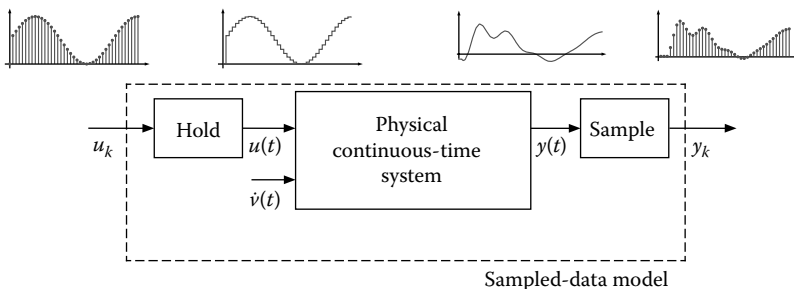 Hold
Physical
continuous-time
system
Sample
u_k
u(t)
y(t)
y_k
v̇(t)
Sampled-data model